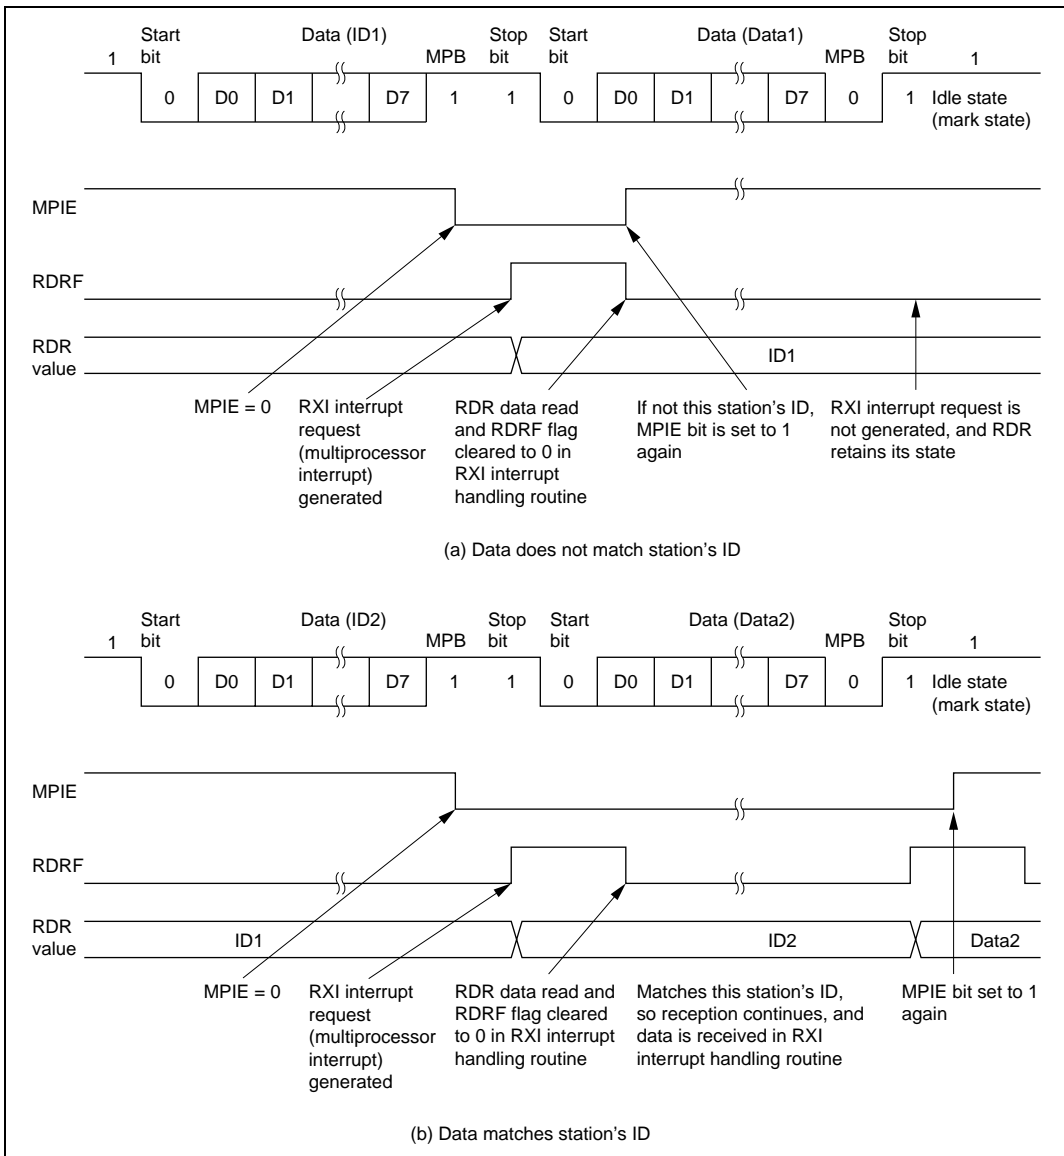 Start bit
Data (ID1)
MPB
Stop bit
Start bit
Data (Data1)
MPB
Stop bit
1
1
0
D0
D1
D7
1
1
0
D0
D1
D7
0
1
Idle state
(mark state)
MPIE
RDRF
RDR
value
ID1
MPIE = 0
RXI interrupt
request
(multiprocessor
interrupt)
generated
RDR data read
and RDRF flag
cleared to 0 in
RXI interrupt
handling routine
If not this station's ID,
MPIE bit is set to 1
again
RXI interrupt request is
not generated, and RDR
retains its state
(a) Data does not match station's ID
Start bit
Data (ID2)
MPB
Stop bit
Start bit
Data (Data2)
MPB
Stop bit
1
1
0
D0
D1
D7
1
1
0
D0
D1
D7
0
1
Idle state
(mark state)
MPIE
RDRF
RDR
value
ID1
ID2
Data2
MPIE = 0
RXI interrupt
request
(multiprocessor
interrupt)
generated
RDR data read and
RDRF flag cleared
to 0 in RXI interrupt
handling routine
Matches this station's ID,
so reception continues, and
data is received in RXI
interrupt handling routine
MPIE bit set to 1
again
(b) Data matches station's ID